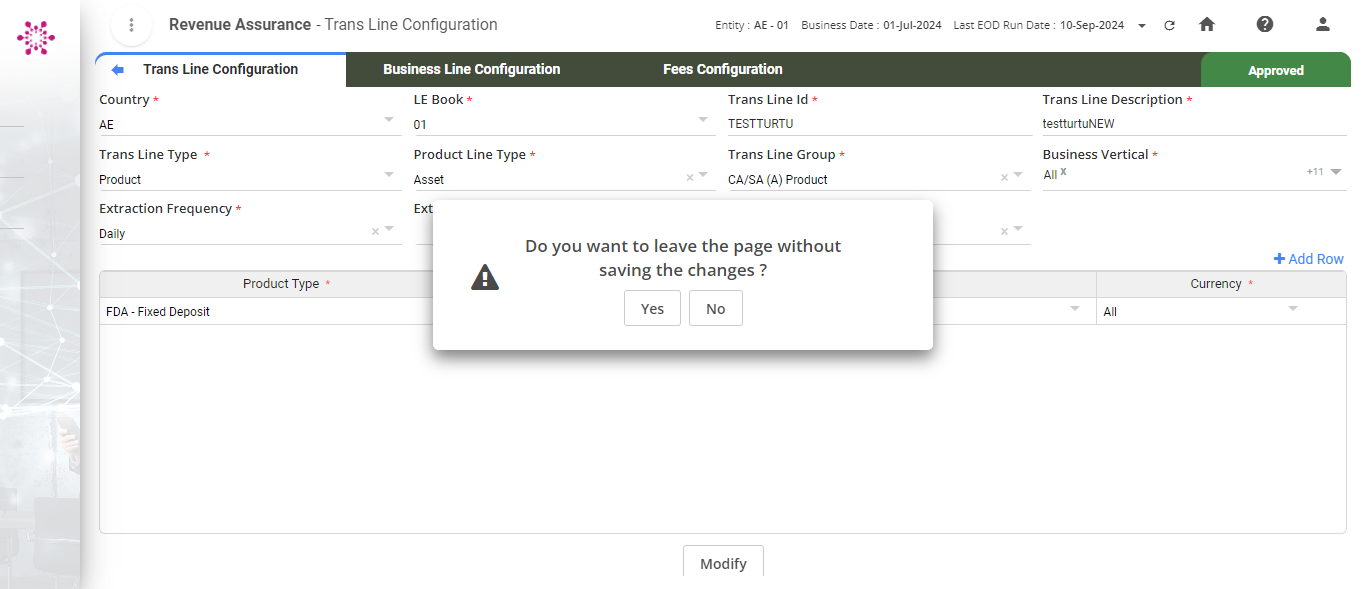 Revenue Assurance - Trans Line Configuration
Entity : AE - 01 Business Date : 01-Jul-2024 Last EOD Run Date : 10-Sep-2024
Trans Line Configuration Business Line Configuration Fees Configuration Approved
Country * LE Book * Trans Line Id * Trans Line Description *
AE 01 TESTTURTU testturtuNEW
Trans Line Type * Product Line Type * Trans Line Group * Business Vertical *
Product Asset × CA/SA (A) Product × All x +11
Extraction Frequency * Ext
Daily × ×
Do you want to leave the page without
saving the changes ?
Yes No
+ Add Row
Product Type * Currency *
FDA - Fixed Deposit All
Modify